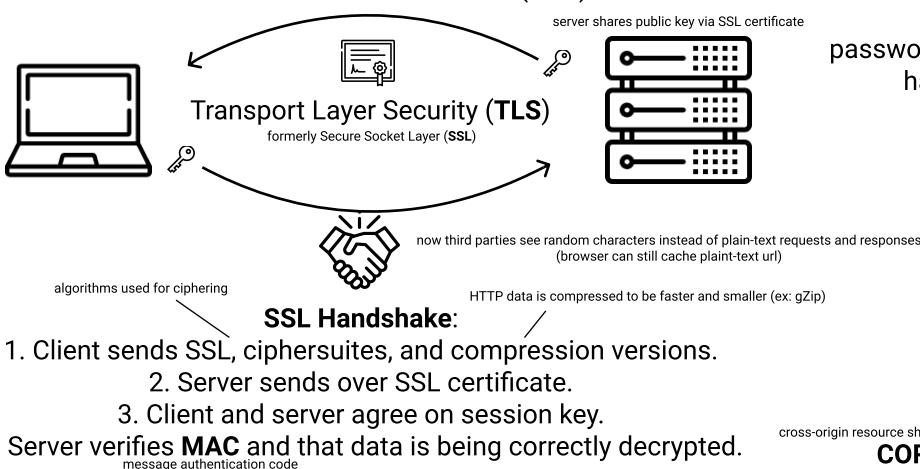 server shares public key via SSL certificate
Transport Layer Security (TLS)
formerly Secure Socket Layer (SSL)
now third parties see random characters instead of plain-text requests and responses
(browser can still cache plaint-text url)
algorithms used for ciphering
HTTP data is compressed to be faster and smaller (ex: gZip)
SSL Handshake:
1. Client sends SSL, ciphersuites, and compression versions.
2. Server sends over SSL certificate.
3. Client and server agree on session key.
Server verifies MAC and that data is being correctly decrypted.
message authentication code
cross-origin resource